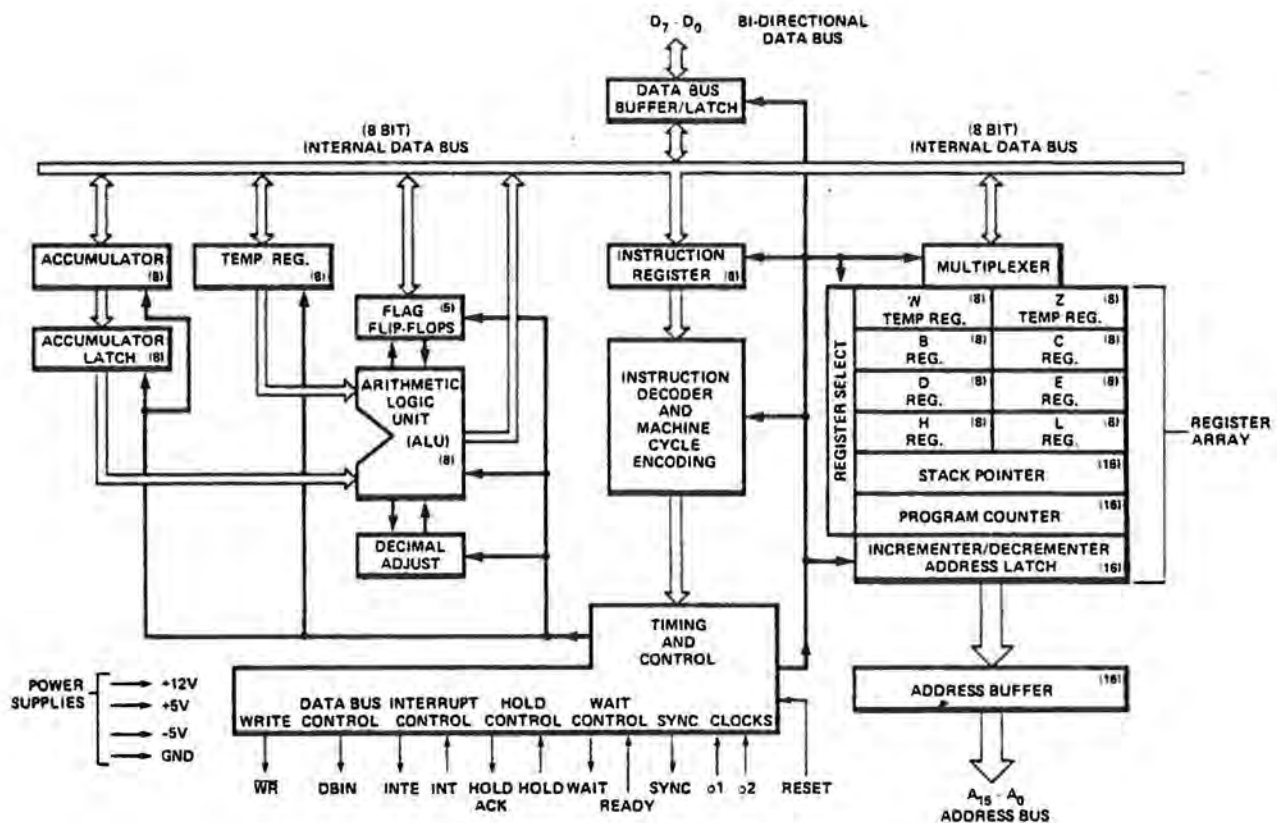 D₇ - D₀
BI-DIRECTIONAL
DATA BUS
DATA BUS
BUFFER/LATCH
(8 BIT)
INTERNAL DATA BUS
(8 BIT)
INTERNAL DATA BUS
ACCUMULATOR
(8)
TEMP REG.
(8)
INSTRUCTION
REGISTER (8)
MULTIPLEXER
FLAG (5)
FLIP-FLOPS
ACCUMULATOR
LATCH (8)
ARITHMETIC
LOGIC
UNIT
(ALU)
(8)
DECIMAL
ADJUST
INSTRUCTION
DECODER
AND
MACHINE
CYCLE
ENCODING
REGISTER SELECT
W (8)
TEMP REG.
Z (8)
TEMP REG.
B (8)
REG.
C (8)
REG.
D (8)
REG.
E (8)
REG.
H (8)
REG.
L (8)
REG.
STACK POINTER (16)
PROGRAM COUNTER (16)
INCREMENTER/DECREMENTER
ADDRESS LATCH (16)
REGISTER
ARRAY
TIMING
AND
CONTROL
ADDRESS BUFFER (16)
POWER
SUPPLIES
+12V
+5V
-5V
GND
WRITE
DATA BUS
CONTROL
INTERRUPT
CONTROL
HOLD
CONTROL
WAIT
CONTROL
SYNC
CLOCKS
W̅R̅
DBIN
INTE
INT
HOLD
ACK
HOLD
WAIT
READY
SYNC
ø1
ø2
RESET
A₁₅ - A₀
ADDRESS BUS